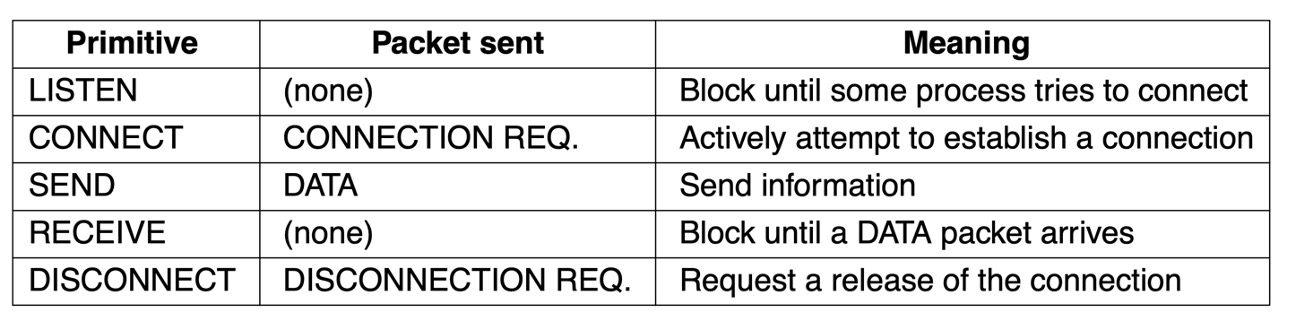 Primitive Packet sent Meaning
LISTEN (none) Block until some process tries to connect
CONNECT CONNECTION REQ. Actively attempt to establish a connection
SEND DATA Send information
RECEIVE (none) Block until a DATA packet arrives
DISCONNECT DISCONNECTION REQ. Request a release of the connection